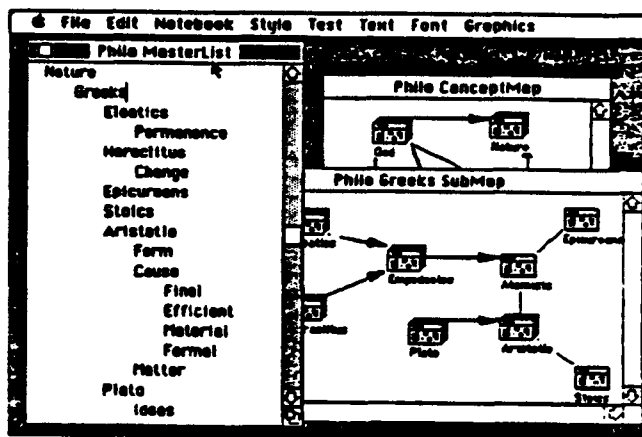 File Edit Notebook Style Test Text Font Graphics
Philo MasterList
Nature
Greeks
Eleatics
Permanence
Heraclitus
Change
Epicureans
Stoics
Aristotle
Form
Cause
Final
Efficient
Material
Formal
Matter
Plato
Ideas
Philo ConceptMap
God
Nature
Philo Greeks SubMap
Epicureans
Empedocles
Plato
Aristotle
Stoics